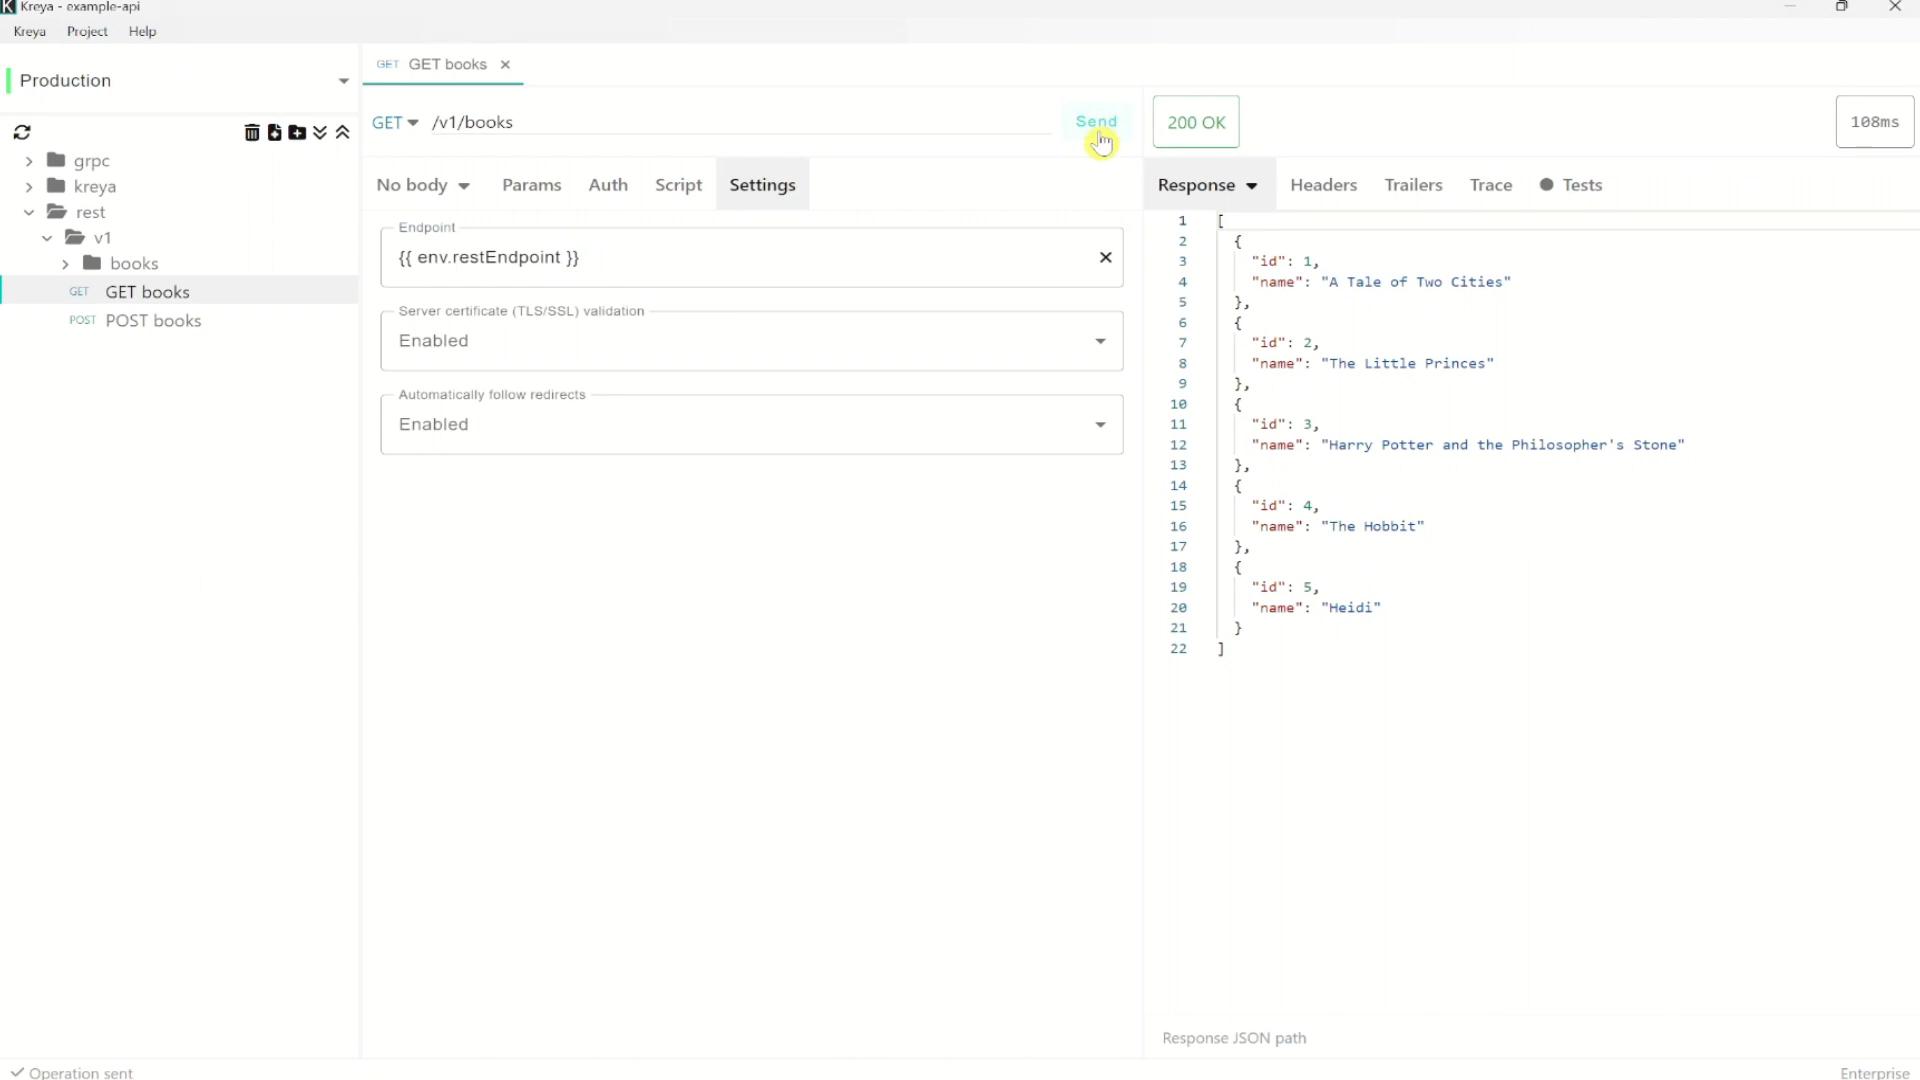 Kreya - example-api
Kreya Project Help
Production
grpc
kreya
rest
v1
books
GET GET books
POST POST books
GET GET books
GET /v1/books Send
No body Params Auth Script Settings
Endpoint
{{ env.restEndpoint }}
Server certificate (TLS/SSL) validation
Enabled
Automatically follow redirects
Enabled
200 OK
108ms
Response Headers Trailers Trace Tests
1 [
2 {
3 "id": 1,
4 "name": "A Tale of Two Cities"
5 },
6 {
7 "id": 2,
8 "name": "The Little Princes"
9 },
10 {
11 "id": 3,
12 "name": "Harry Potter and the Philosopher's Stone"
13 },
14 {
15 "id": 4,
16 "name": "The Hobbit"
17 },
18 {
19 "id": 5,
20 "name": "Heidi"
21 }
22 ]
Response JSON path
Operation sent
Enterprise